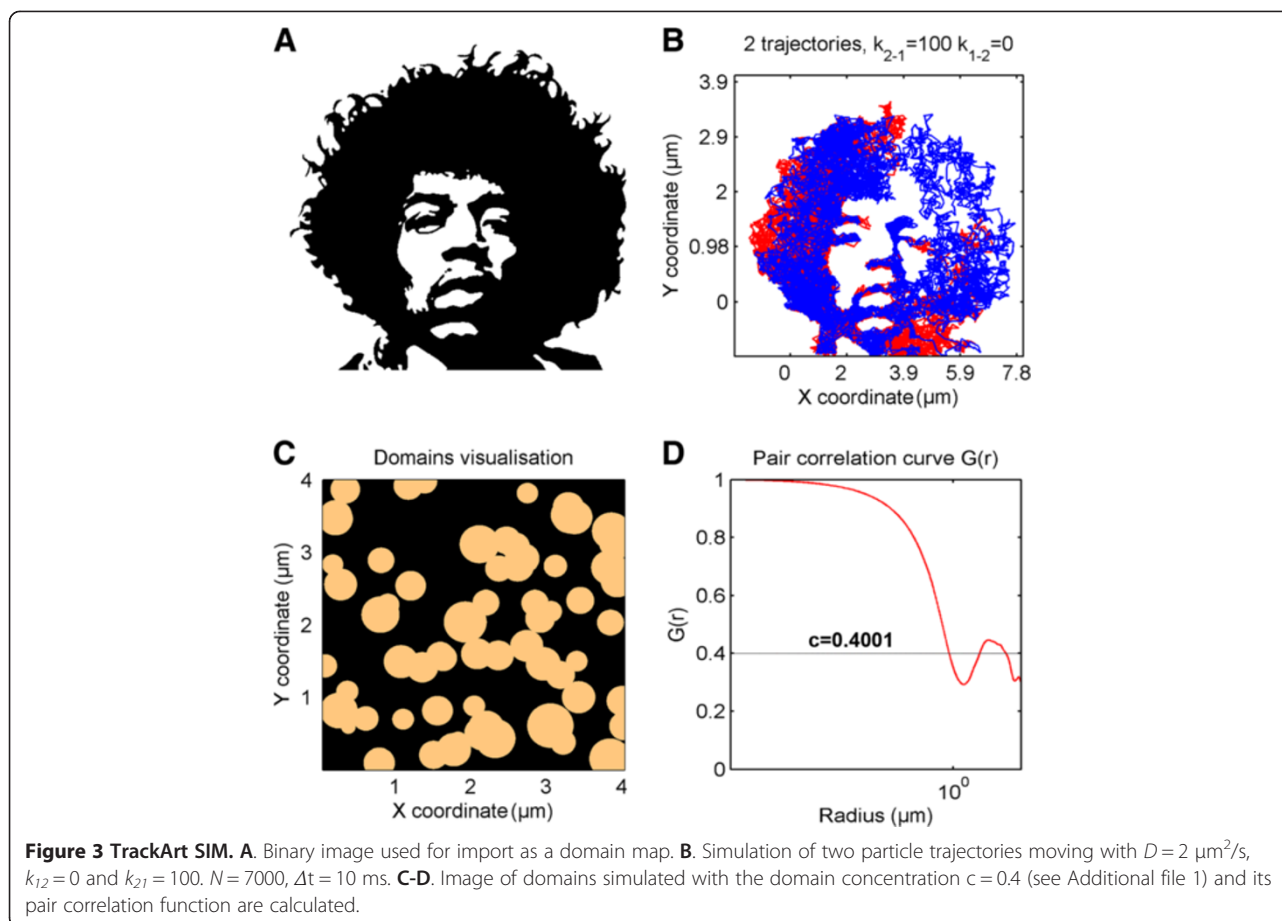 A
B
2 trajectories, k2-1=100 k1-2=0
3.9
2.9
2
0.98
0
Y coordinate (µm)
0 2 3.9 5.9 7.8
X coordinate (µm)
C
Domains visualisation
4
3
2
1
Y coordinate (µm)
1 2 3 4
X coordinate (µm)
D
Pair correlation curve G(r)
1
0.8
0.6
0.4
0.2
0
G(r)
c=0.4001
10⁰
Radius (µm)
Figure 3 TrackArt SIM. A. Binary image used for import as a domain map. B. Simulation of two particle trajectories moving with D = 2 µm²/s,
k12 = 0 and k21 = 100. N = 7000, Δt = 10 ms. C-D. Image of domains simulated with the domain concentration c = 0.4 (see Additional file 1) and its
pair correlation function are calculated.